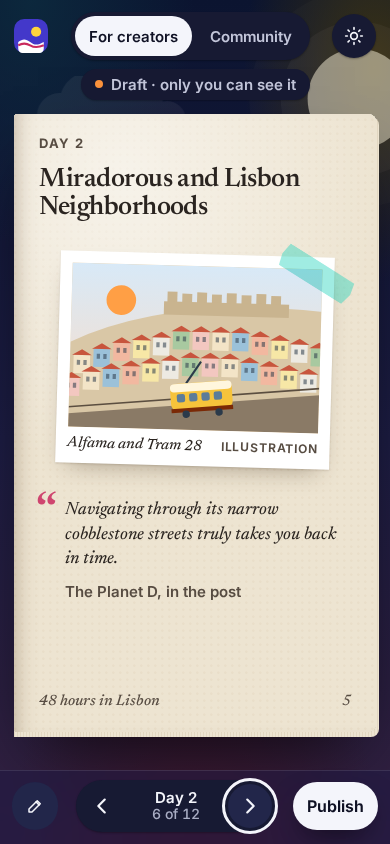 For creators
Community
Draft · only you can see it
DAY 2
Miradorous and Lisbon
Neighborhoods
Alfama and Tram 28
ILLUSTRATION
“ Navigating through its narrow
cobblestone streets truly takes you back
in time.
The Planet D, in the post
48 hours in Lisbon
5
Day 2
6 of 12
Publish